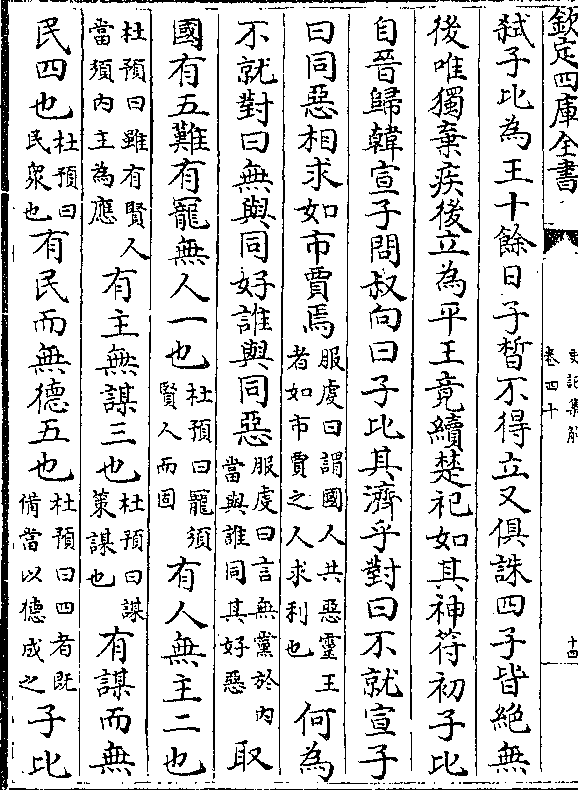 欽定四庫全書
史記集解
卷四十
十四
弑子比為王十餘日子晳不得立又俱誅四子皆絕無
後唯獨棄疾後立為平王竟續楚祀如其神符初子比
自晉歸韓宣子問叔向曰子比其濟乎對曰不就宣子
曰同惡相求如市賈焉服虔曰謂國人共惡靈王者如市賈之人求利也何為
不就對曰無與同好誰與同惡服虔曰言無黨於內當與誰同其好惡取
國有五難有寵無人一也杜預曰寵須賢人而固有人無主二也
杜預曰雖有賢人當須內主為應有主無謀三也杜預曰謀策謀也有謀而無
民四也杜預曰民衆也有民而無德五也杜預曰四者既備當以德成之子比